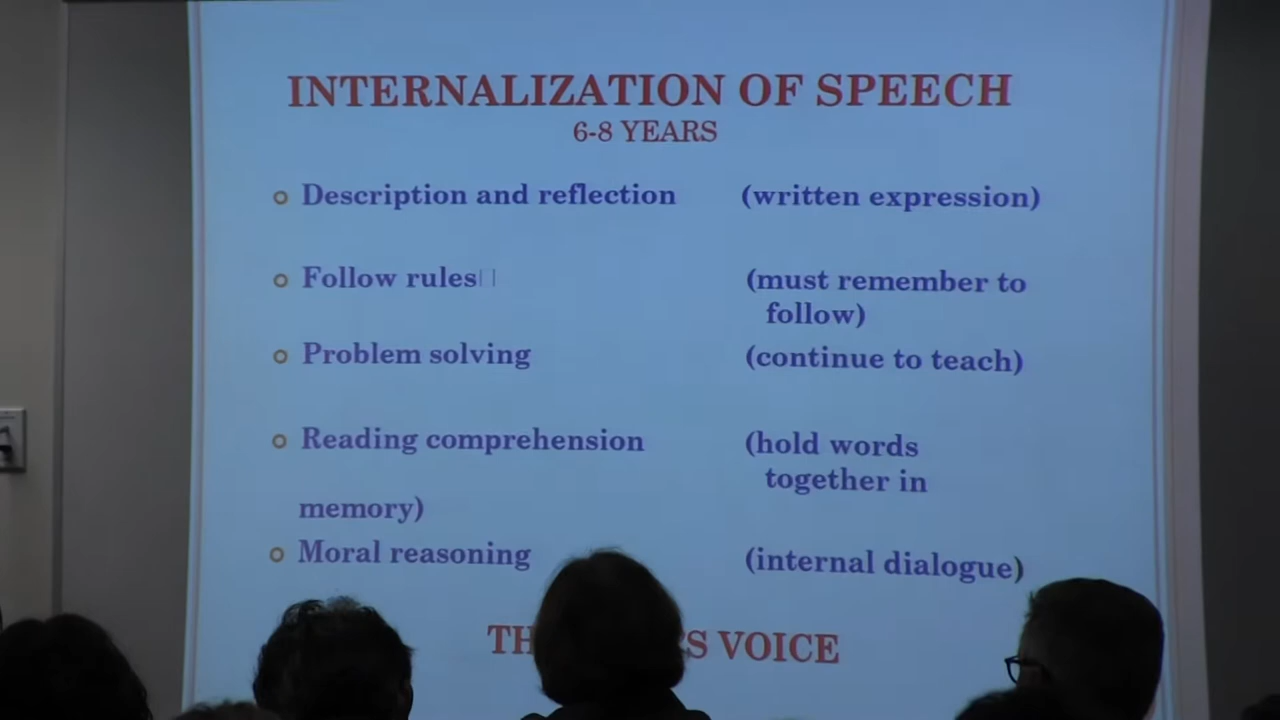 INTERNALIZATION OF SPEECH
6-8 YEARS
Description and reflection (written expression)
Follow rules (must remember to
follow)
Problem solving (continue to teach)
Reading comprehension (hold words
together in
memory)
Moral reasoning (internal dialogue)
VOICE